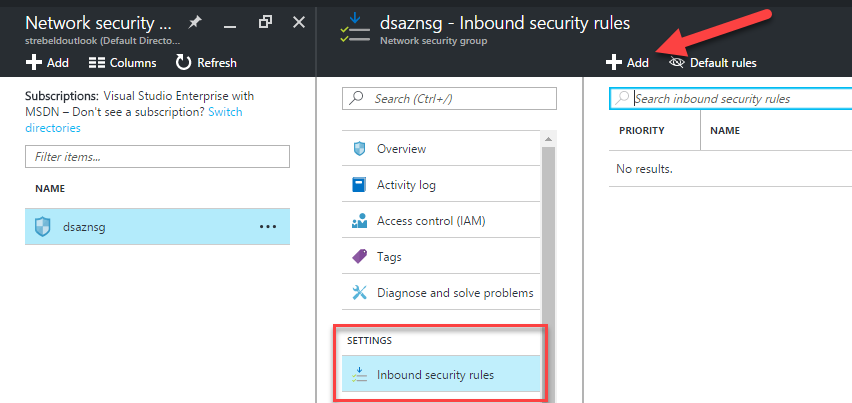 Network security ...
strebeldoutlook (Default Directo...
Add
Columns
Refresh
Subscriptions: Visual Studio Enterprise with
MSDN – Don't see a subscription? Switch
directories
Filter items...
NAME
dsaznsg
...
dsaznsg - Inbound security rules
Network security group
Search (Ctrl+/)
Overview
Activity log
Access control (IAM)
Tags
Diagnose and solve problems
SETTINGS
Inbound security rules
Add
Default rules
Search inbound security rules
PRIORITY
NAME
No results.